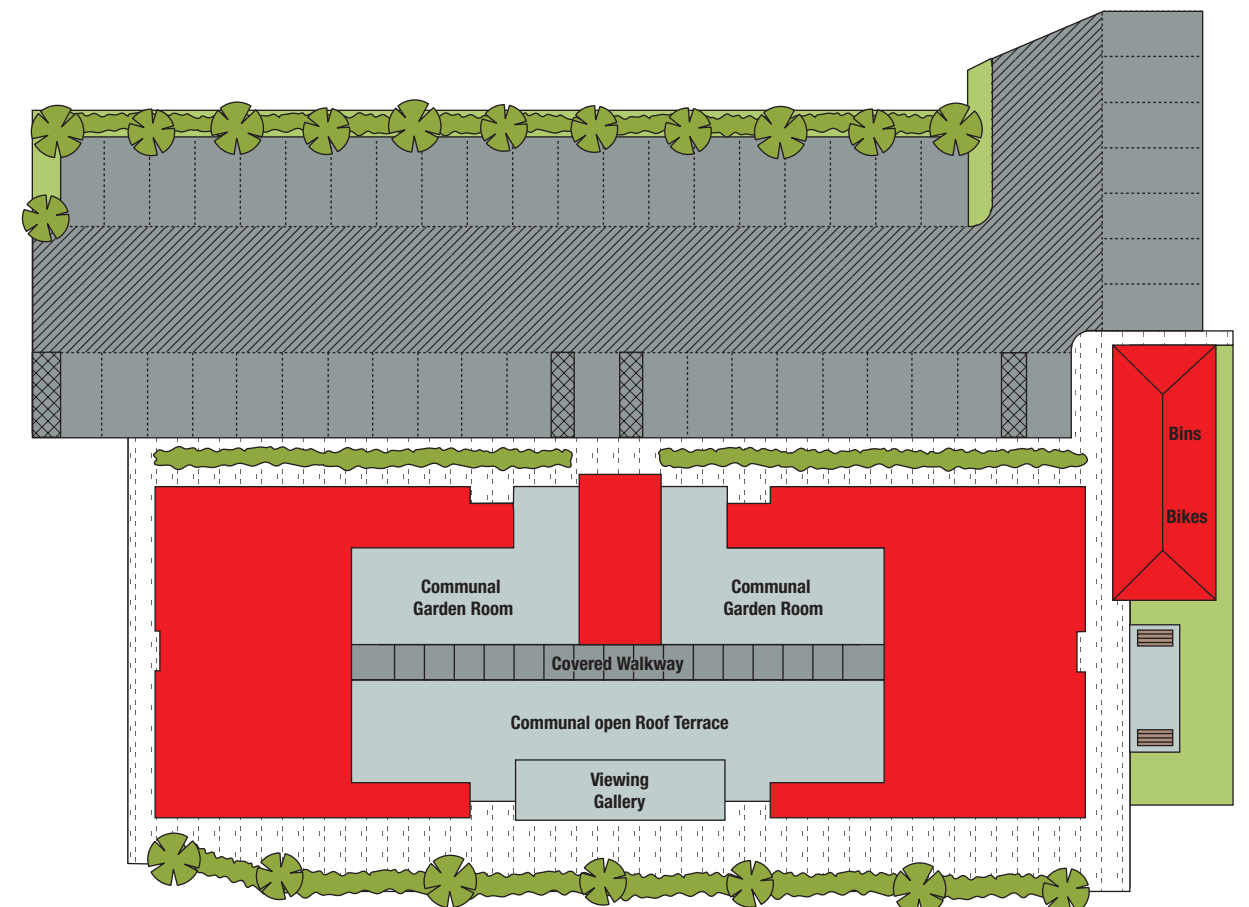 Bins
Bikes
Communal
Garden Room
Communal
Garden Room
Covered Walkway
Communal open Roof Terrace
Viewing
Gallery